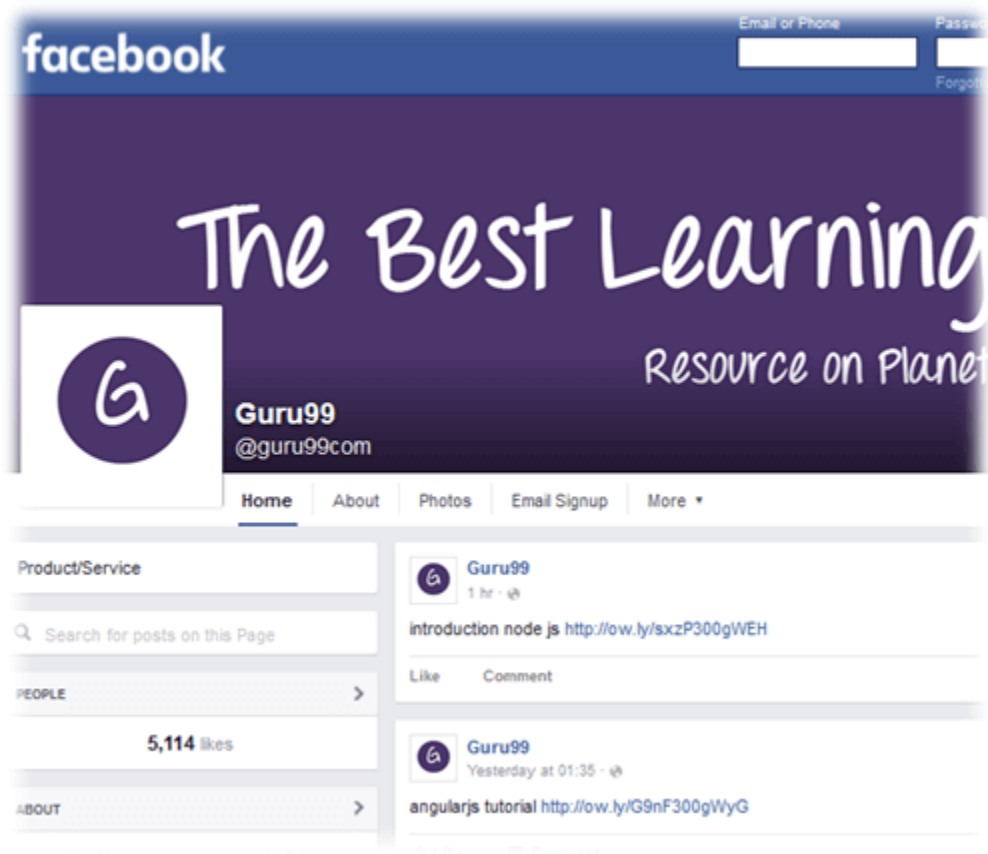 facebook
Email or Phone
The Best Learning
Resource on Planet
G
Guru99
@guru99com
Home About Photos Email Signup More
Product/Service
Search for posts on this Page
PEOPLE
5,114 likes
ABOUT
G
Guru99
1 hr ·
introduction node js http://ow.ly/sxzP300gWEH
Like Comment
G
Guru99
Yesterday at 01:35 ·
angularjs tutorial http://ow.ly/G9nF300gWyG